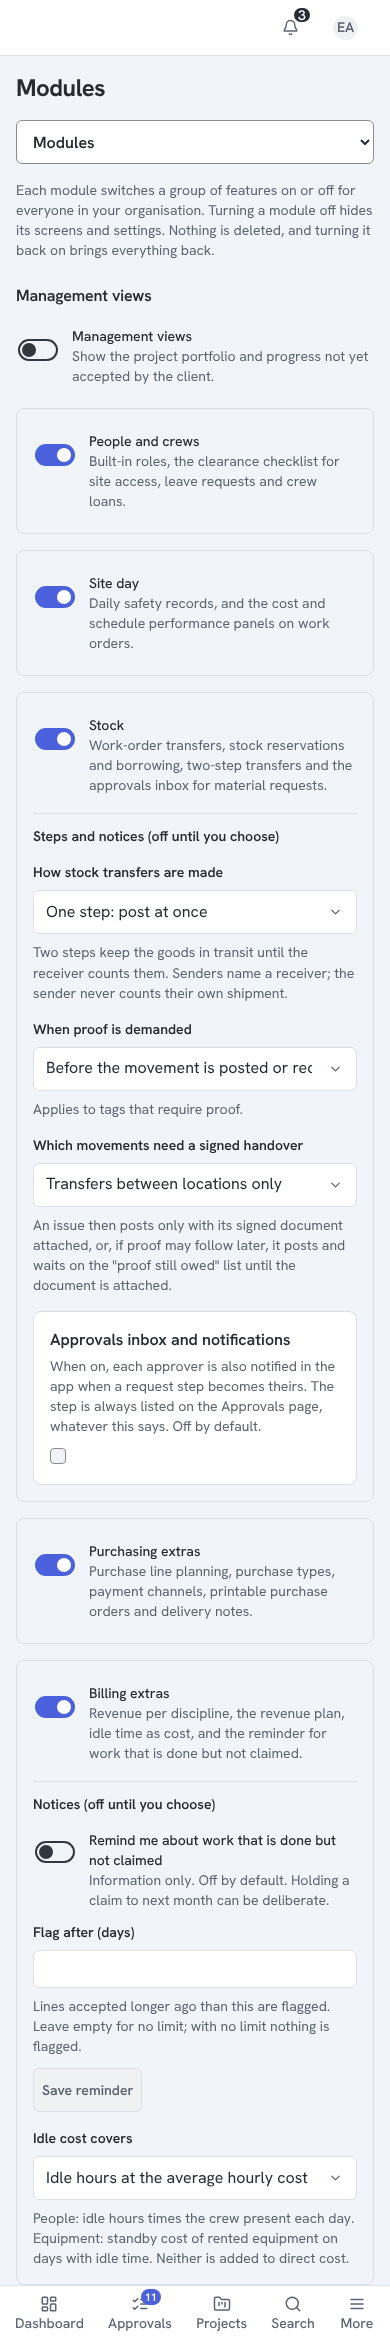 3
EA
Modules
Modules
Each module switches a group of features on or off for
everyone in your organisation. Turning a module off hides
its screens and settings. Nothing is deleted, and turning it
back on brings everything back.
Management views
Management views
Show the project portfolio and progress not yet
accepted by the client.
People and crews
Built-in roles, the clearance checklist for
site access, leave requests and crew
loans.
Site day
Daily safety records, and the cost and
schedule performance panels on work
orders.
Stock
Work-order transfers, stock reservations
and borrowing, two-step transfers and the
approvals inbox for material requests.
Steps and notices (off until you choose)
How stock transfers are made
One step: post at once
Two steps keep the goods in transit until the
receiver counts them. Senders name a receiver; the
sender never counts their own shipment.
When proof is demanded
Before the movement is posted or rec
Applies to tags that require proof.
Which movements need a signed handover
Transfers between locations only
An issue then posts only with its signed document
attached, or, if proof may follow later, it posts and
waits on the "proof still owed" list until the
document is attached.
Approvals inbox and notifications
When on, each approver is also notified in the
app when a request step becomes theirs. The
step is always listed on the Approvals page,
whatever this says. Off by default.
Purchasing extras
Purchase line planning, purchase types,
payment channels, printable purchase
orders and delivery notes.
Billing extras
Revenue per discipline, the revenue plan,
idle time as cost, and the reminder for
work that is done but not claimed.
Notices (off until you choose)
Remind me about work that is done but
not claimed
Information only. Off by default. Holding a
claim to next month can be deliberate.
Flag after (days)
Lines accepted longer ago than this are flagged.
Leave empty for no limit; with no limit nothing is
flagged.
Save reminder
Idle cost covers
Idle hours at the average hourly cost
People: idle hours times the crew present each day.
Equipment: standby cost of rented equipment on
days with idle time. Neither is added to direct cost.
11
Dashboard Approvals Projects Search More